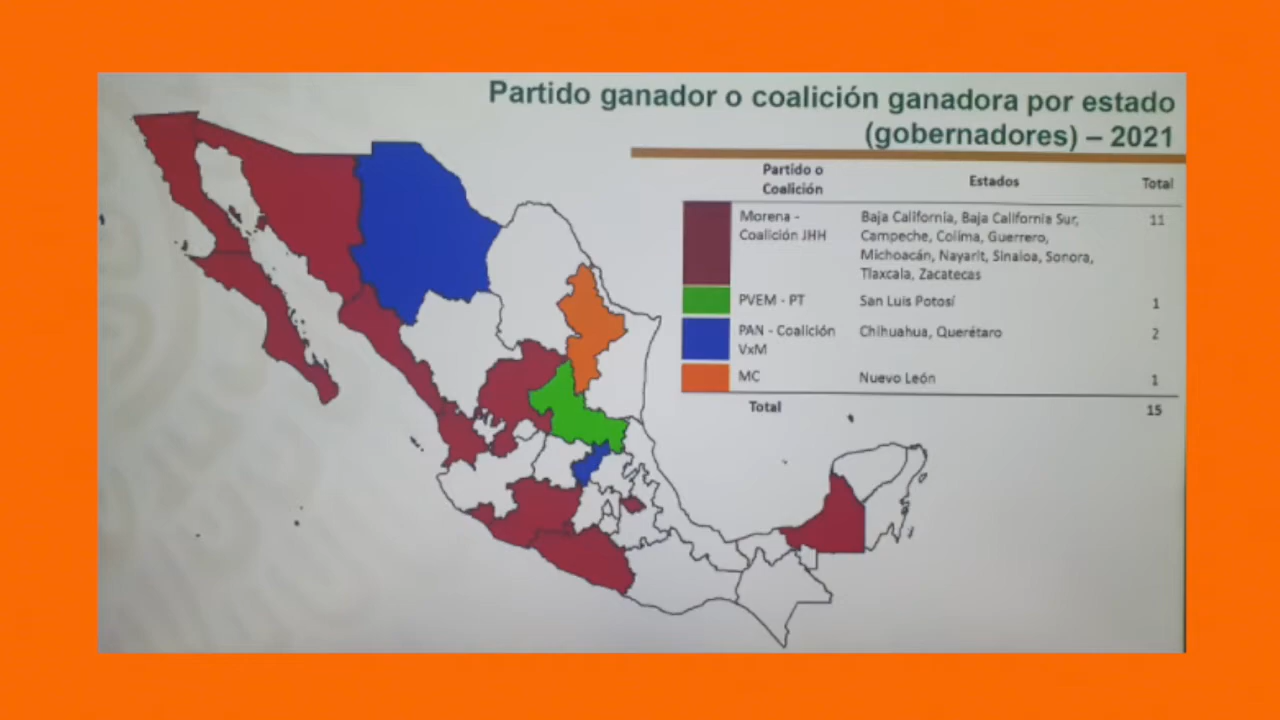 Partido ganador o coalición ganadora por estado
(gobernadores) – 2021
Partido o
Coalición
Estados
Total
Morena -
Coalición JHH
Baja California, Baja California Sur,
Campeche, Colima, Guerrero,
Michoacán, Nayarit, Sinaloa, Sonora,
Tlaxcala, Zacatecas
11
PVEM - PT
San Luis Potosí
1
PAN - Coalición
VxM
Chihuahua, Querétaro
2
MC
Nuevo León
1
Total
15